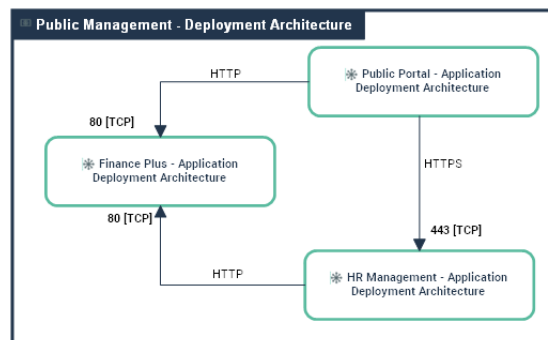 Public Management - Deployment Architecture
HTTP
Public Portal - Application
Deployment Architecture
80 [TCP]
Finance Plus - Application
Deployment Architecture
HTTPS
80 [TCP]
443 [TCP]
HTTP
HR Management - Application
Deployment Architecture